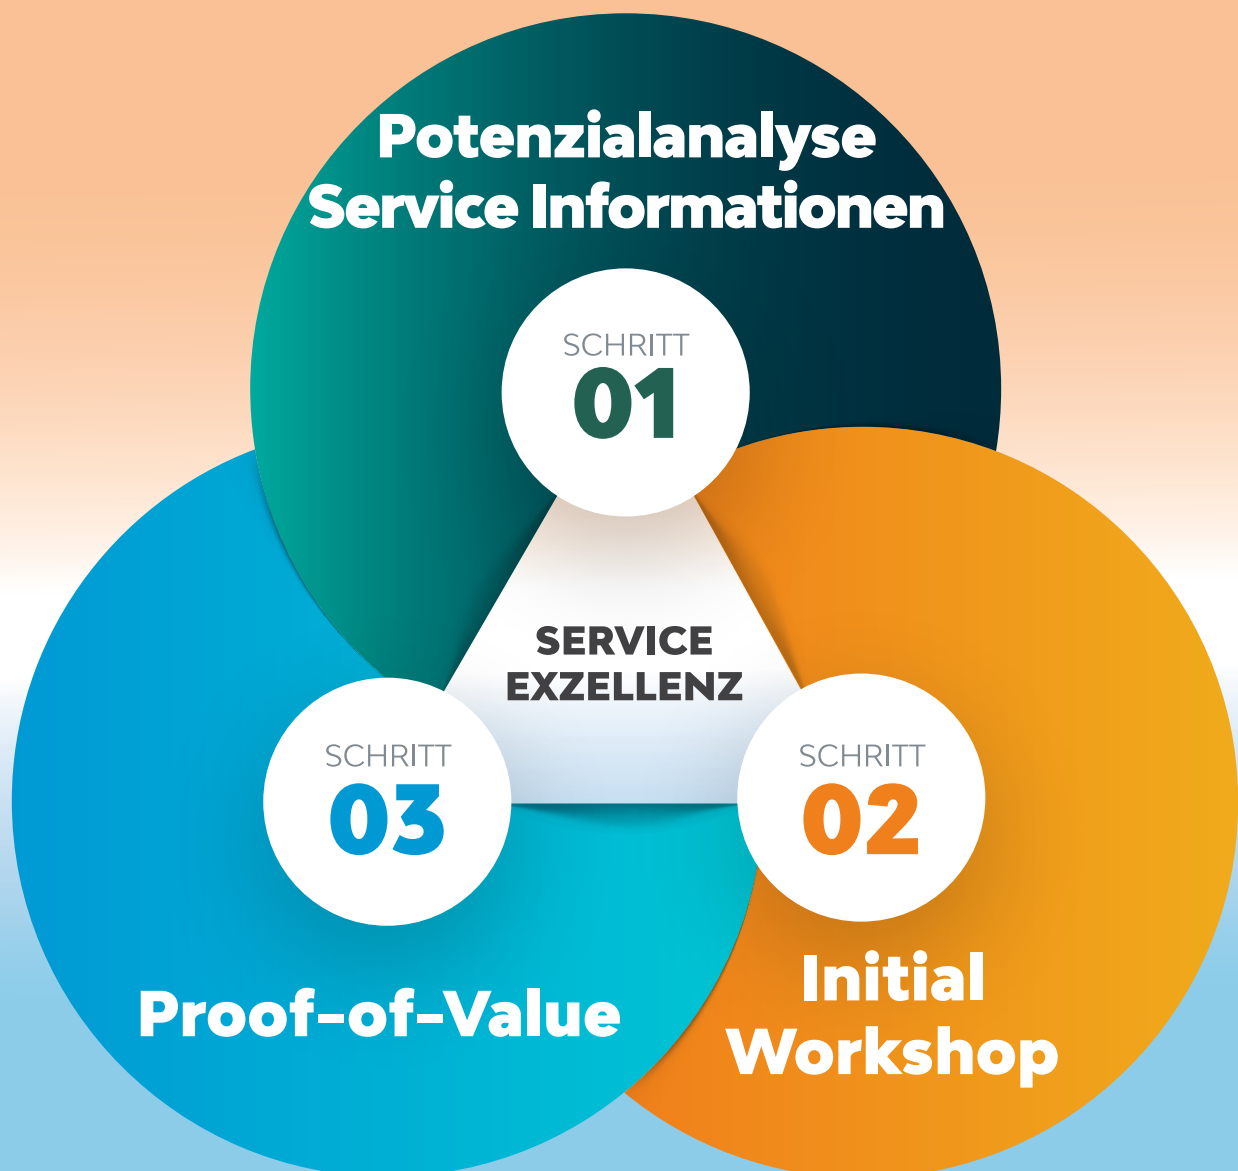 Potenzialanalyse
Service Informationen
SCHRITT
01
SERVICE
EXZELLENZ
SCHRITT
03
SCHRITT
02
Proof-of-Value
Initial
Workshop